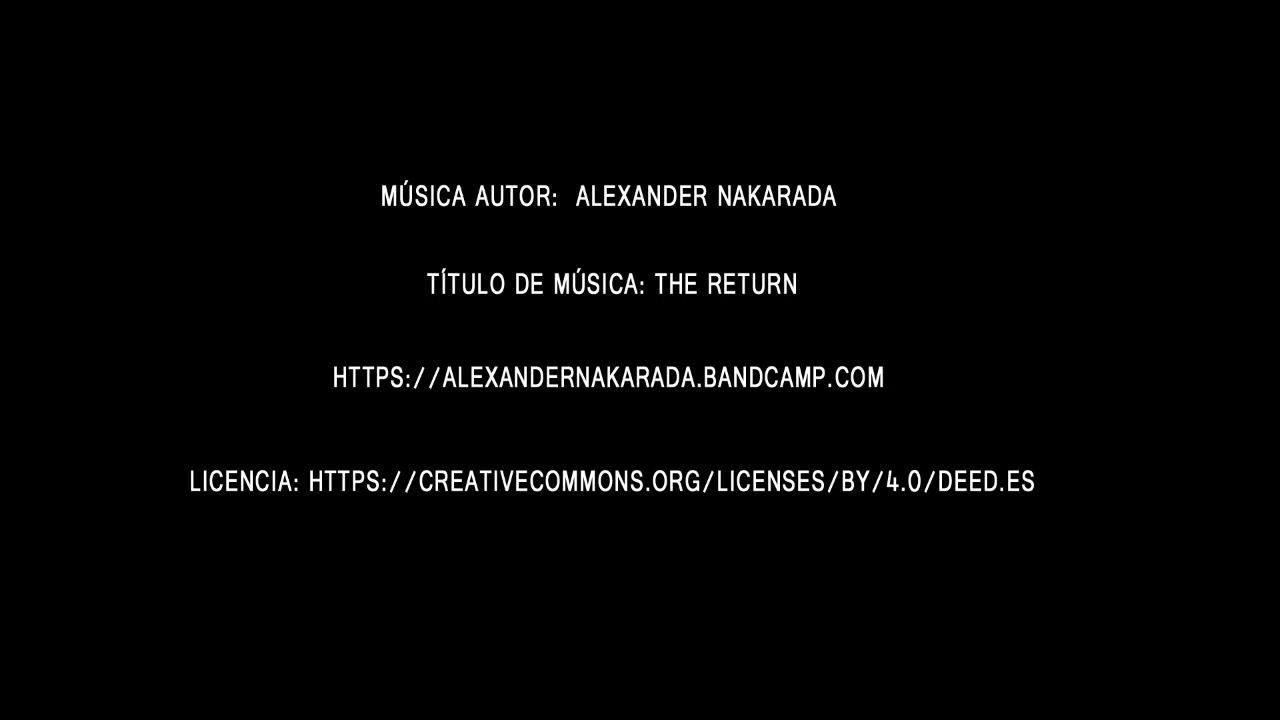 MÚSICA AUTOR:  ALEXANDER NAKARADA
TÍTULO DE MÚSICA: THE RETURN
HTTPS://ALEXANDERNAKARADA.BANDCAMP.COM
LICENCIA: HTTPS://CREATIVECOMMONS.ORG/LICENSES/BY/4.0/DEED.ES